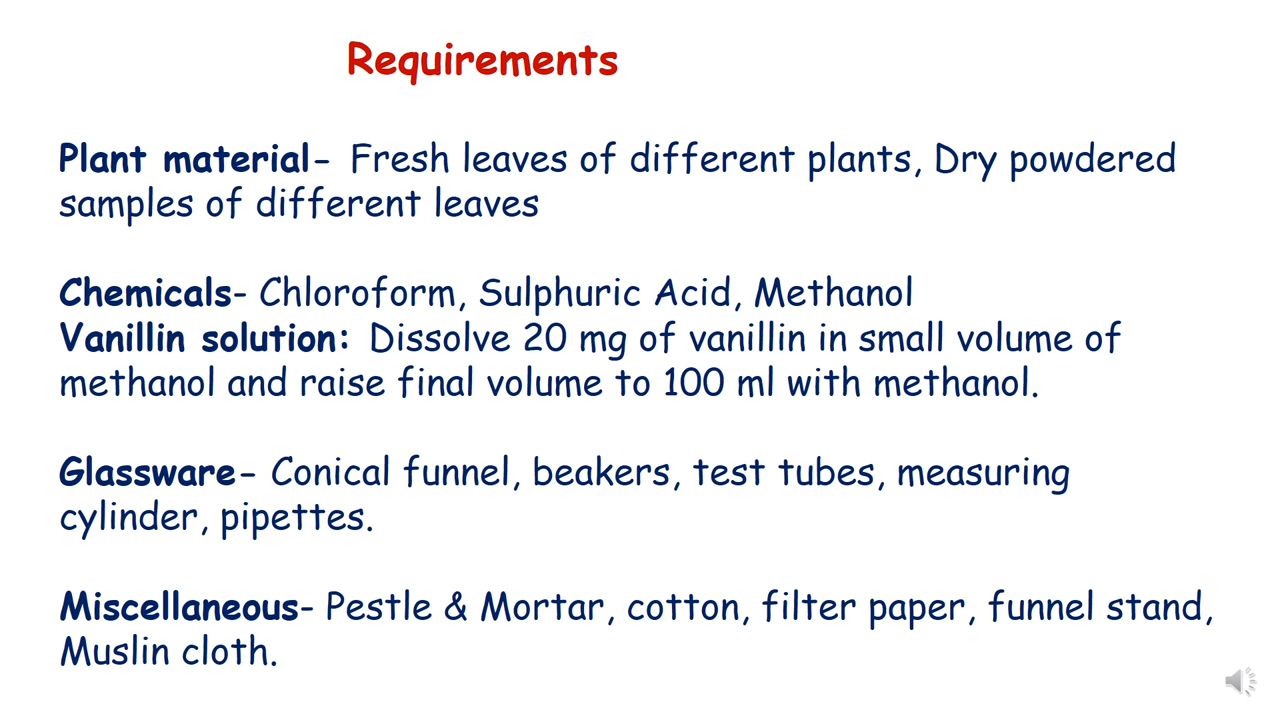 Requirements
Plant material- Fresh leaves of different plants, Dry powdered
samples of different leaves
Chemicals- Chloroform, Sulphuric Acid, Methanol
Vanillin solution: Dissolve 20 mg of vanillin in small volume of
methanol and raise final volume to 100 ml with methanol.
Glassware- Conical funnel, beakers, test tubes, measuring
cylinder, pipettes.
Miscellaneous- Pestle & Mortar, cotton, filter paper, funnel stand,
Muslin cloth.